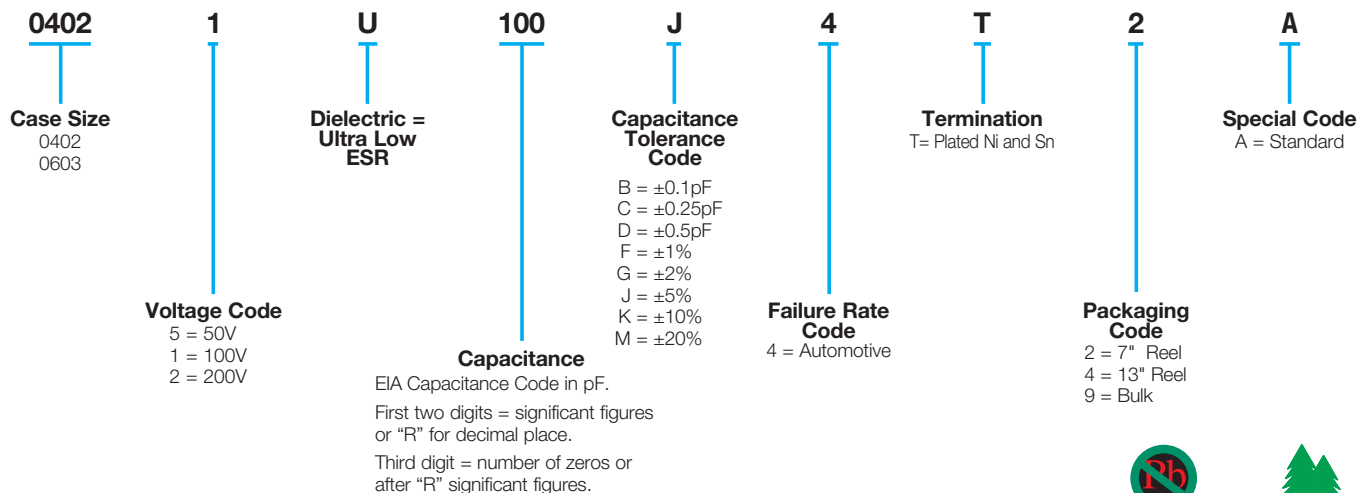 0402 1 U 100 J 4 T 2 A
Case Size
0402
0603
Voltage Code
5 = 50V
1 = 100V
2 = 200V
Dielectric =
Ultra Low
ESR
Capacitance
EIA Capacitance Code in pF.
First two digits = significant figures
or “R” for decimal place.
Third digit = number of zeros or
after “R” significant figures.
Capacitance
Tolerance
Code
B = ±0.1pF
C = ±0.25pF
D = ±0.5pF
F = ±1%
G = ±2%
J = ±5%
K = ±10%
M = ±20%
Failure Rate
Code
4 = Automotive
Termination
T= Plated Ni and Sn
Packaging
Code
2 = 7" Reel
4 = 13" Reel
9 = Bulk
Special Code
A = Standard
Pb